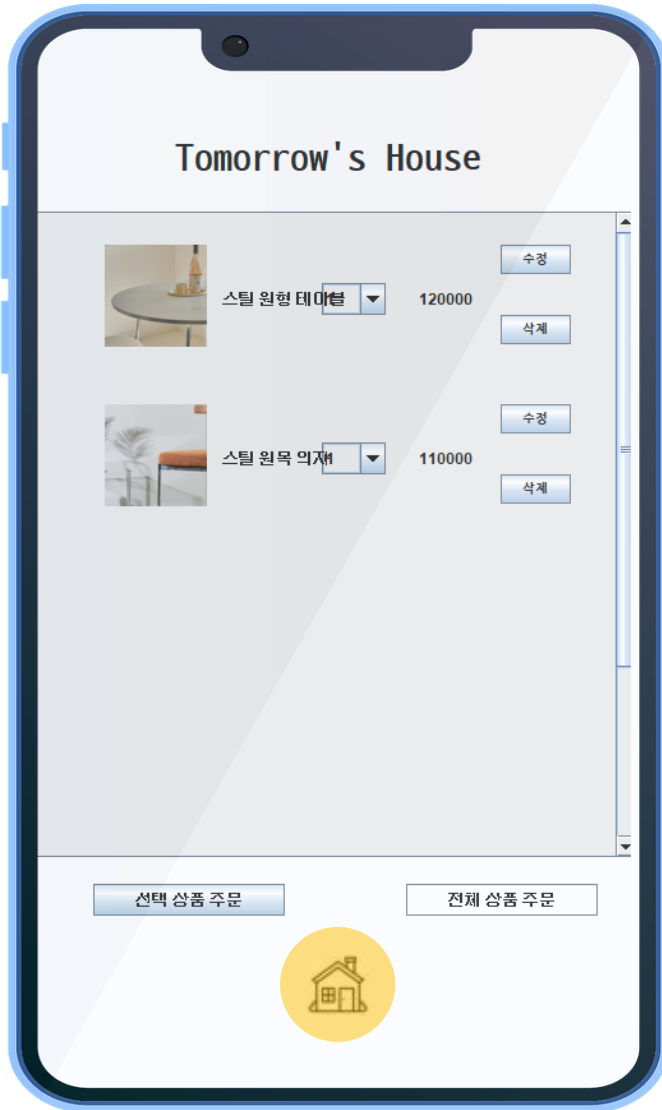 Tomorrow's House
스틸 원형 테이블 120000
수정
삭제
스틸 원목 의자 110000
수정
삭제
선택 상품 주문 전체 상품 주문